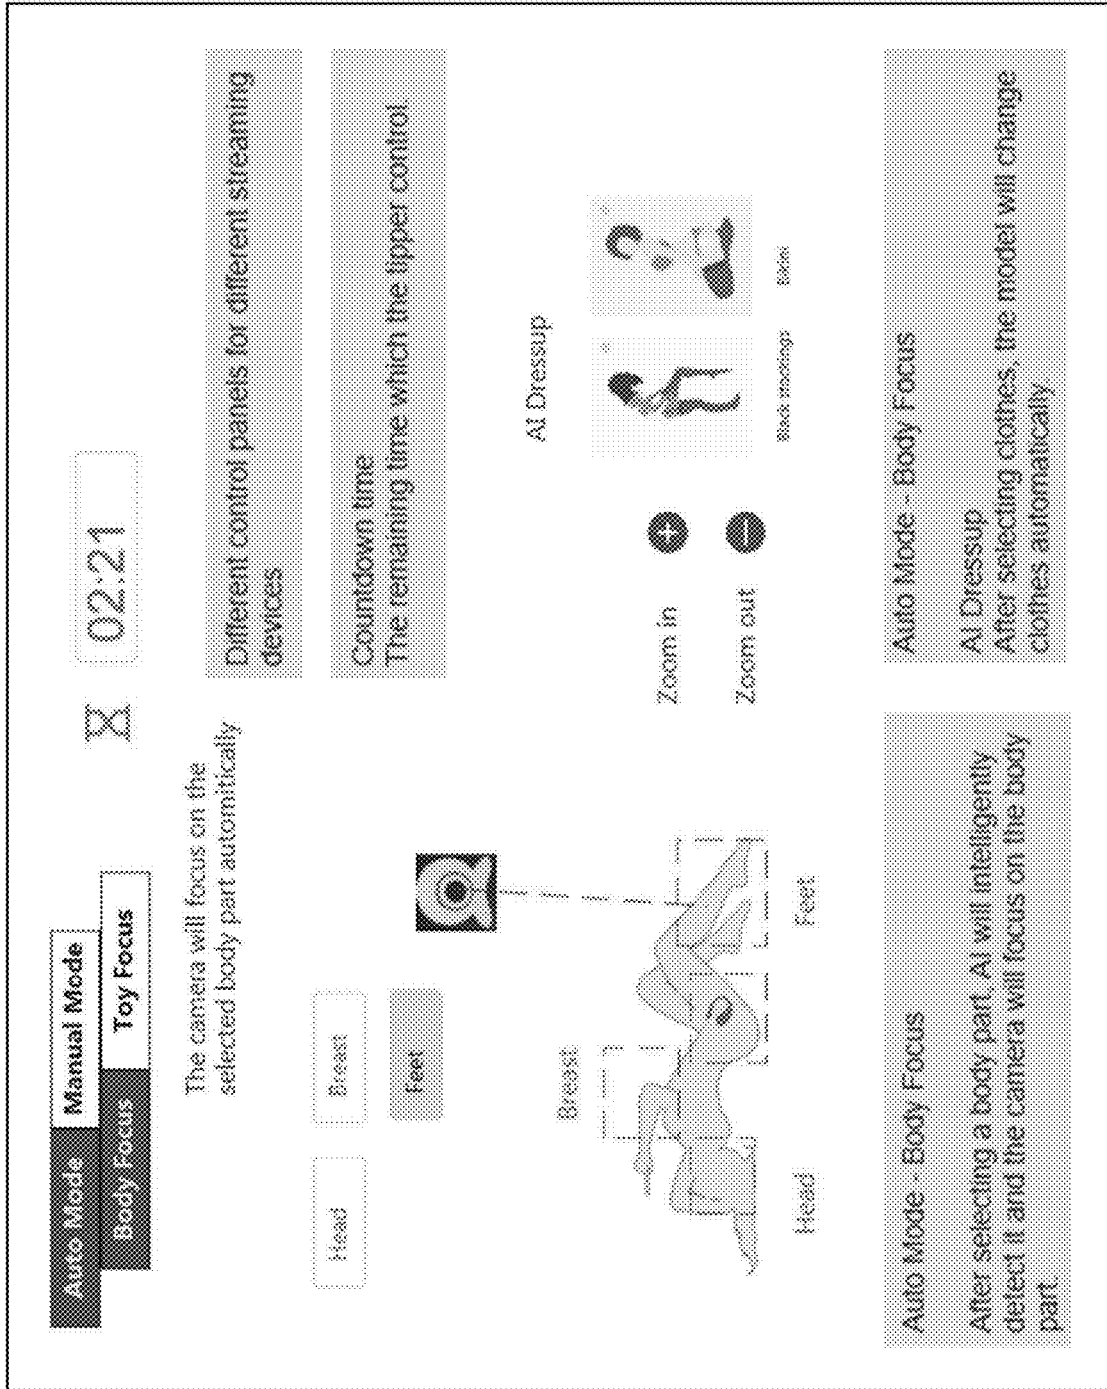 Auto Mode
Manual Mode
Body Focus
Toy Focus
02:21
The camera will focus on the
selected body part automitically
Head
Breast
Feet
Breast
Head
Feet
Different control panels for different streaming
devices
Countdown time
The remaining time which the tipper control
AI Dressup
Zoom in
Zoom out
+
−
Black stockings
Bikini
Auto Mode - Body Focus
After selecting a body part, AI will intelligently
detect it and the camera will focus on the body
part
Auto Mode - Body Focus
AI Dressup
After selecting clothes, the model will change
clothes automatically